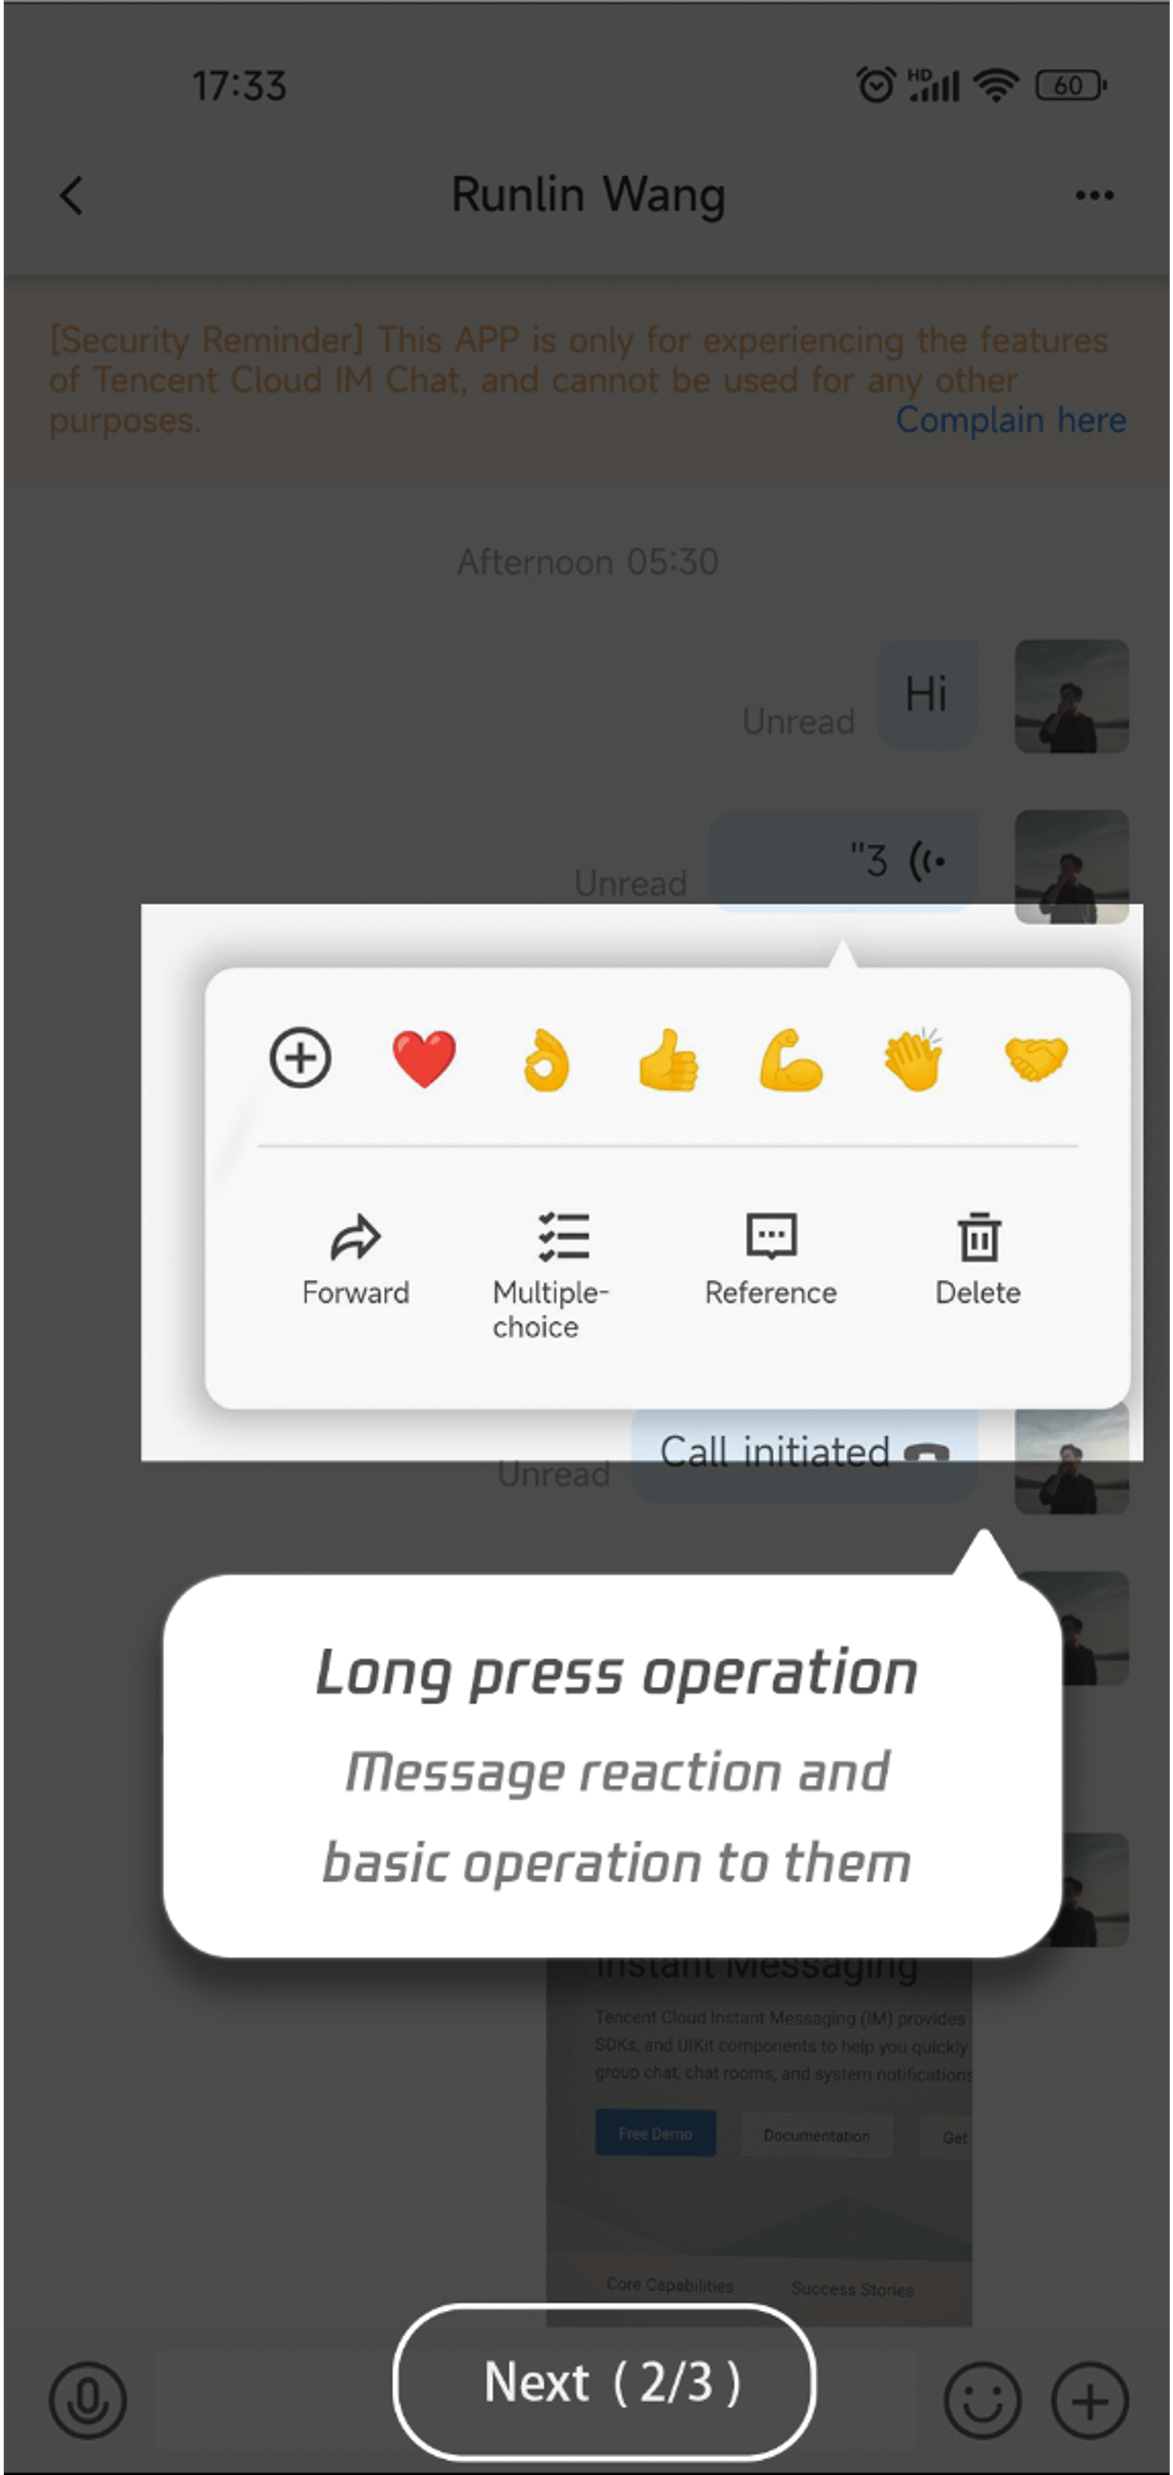 17:33
HD
60
Runlin Wang
[Security Reminder] This APP is only for experiencing the features
of Tencent Cloud IM Chat, and cannot be used for any other
purposes.
Complain here
Afternoon 05:30
Hi
Unread
"3
Unread
Forward
Multiple-
choice
Reference
Delete
Call initiated
Unread
Long press operation
Message reaction and
basic operation to them
Instant Messaging
Tencent Cloud Instant Messaging (IM) provides
SDKs, and UIKit components to help you quickly
group chat, chat rooms, and system notifications
Free Demo
Documentation
Get
Core Capabilities
Success Stories
Next ( 2/3 )